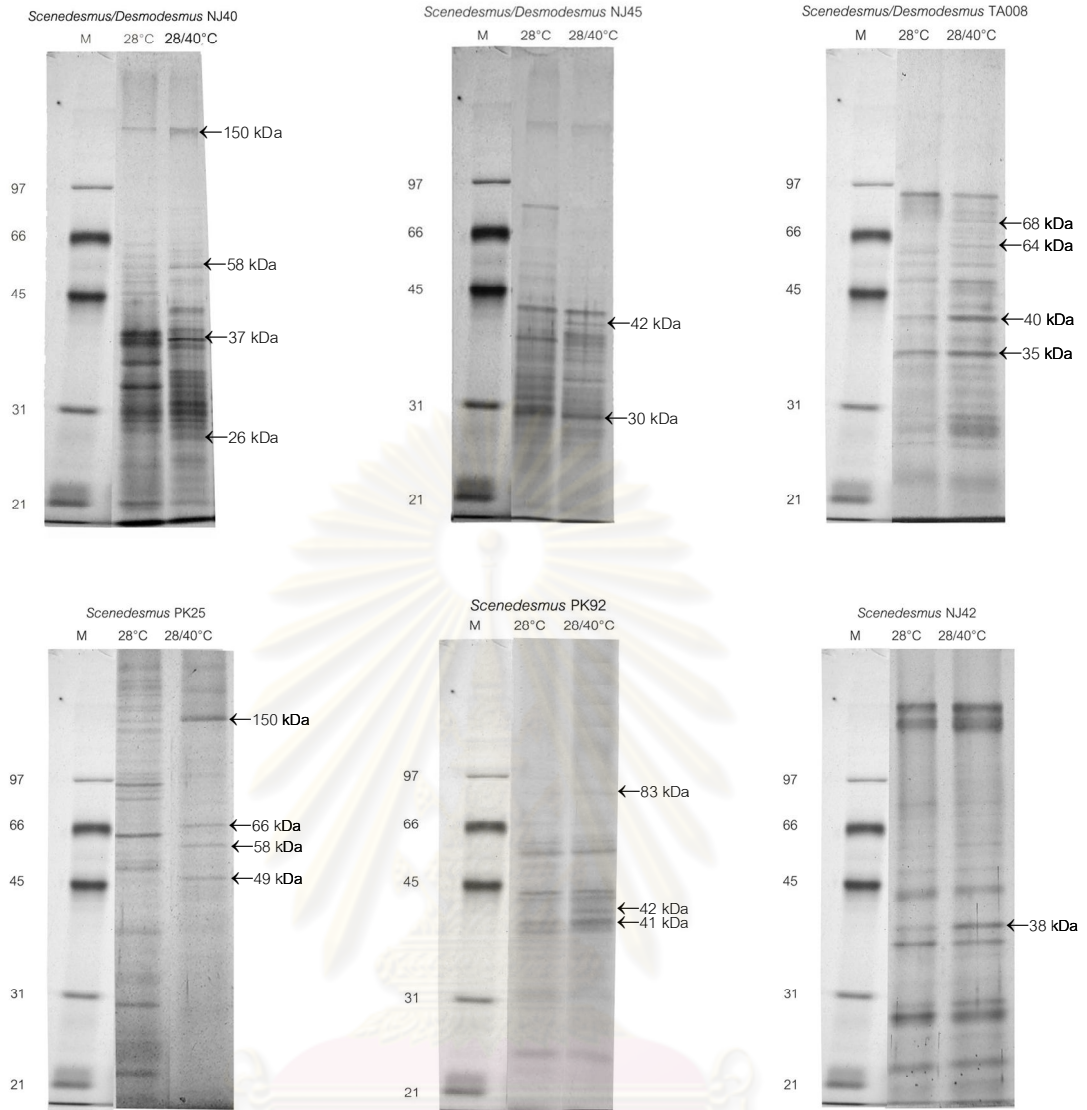 Scenedesmus/Desmodesmus NJ40
M 28°C 28/40°C
150 kDa
97
66
58 kDa
45
37 kDa
31
26 kDa
21
Scenedesmus/Desmodesmus NJ45
M 28°C 28/40°C
97
66
45
42 kDa
31
30 kDa
21
Scenedesmus/Desmodesmus TA008
M 28°C 28/40°C
97
68 kDa
66
64 kDa
45
40 kDa
35 kDa
31
21
Scenedesmus PK25
M 28°C 28/40°C
150 kDa
97
66 kDa
66
58 kDa
45
49 kDa
31
21
Scenedesmus PK92
M 28°C 28/40°C
97
83 kDa
66
45
42 kDa
41 kDa
31
21
Scenedesmus NJ42
M 28°C 28/40°C
97
66
45
38 kDa
31
21